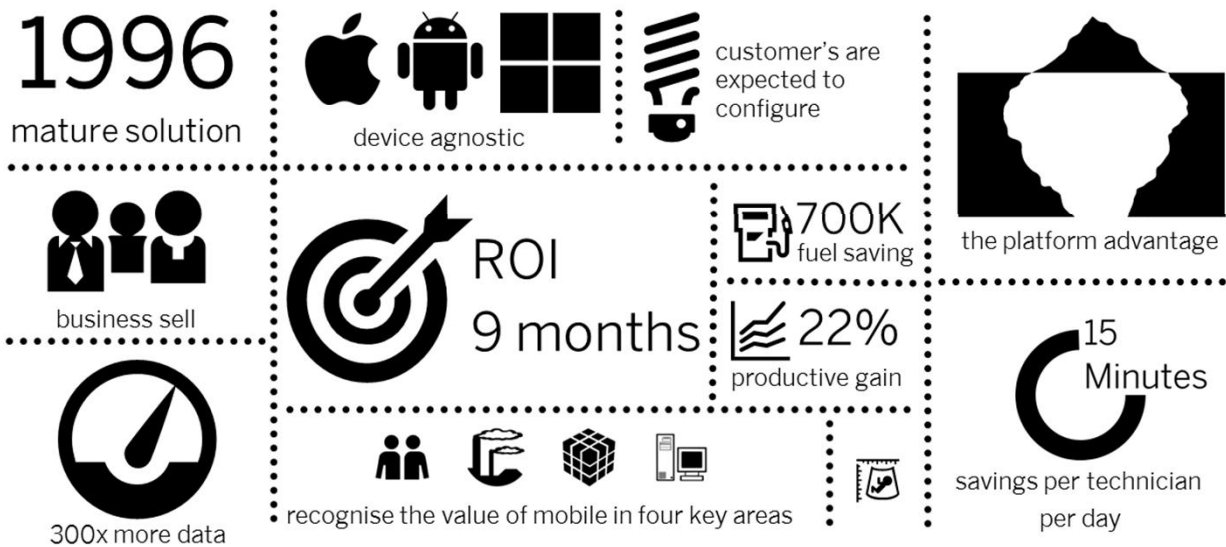 1996
mature solution
device agnostic
customer's are
expected to
configure
the platform advantage
business sell
ROI
9 months
700K
fuel saving
22%
productive gain
15
Minutes
savings per technician
per day
300x more data
recognise the value of mobile in four key areas